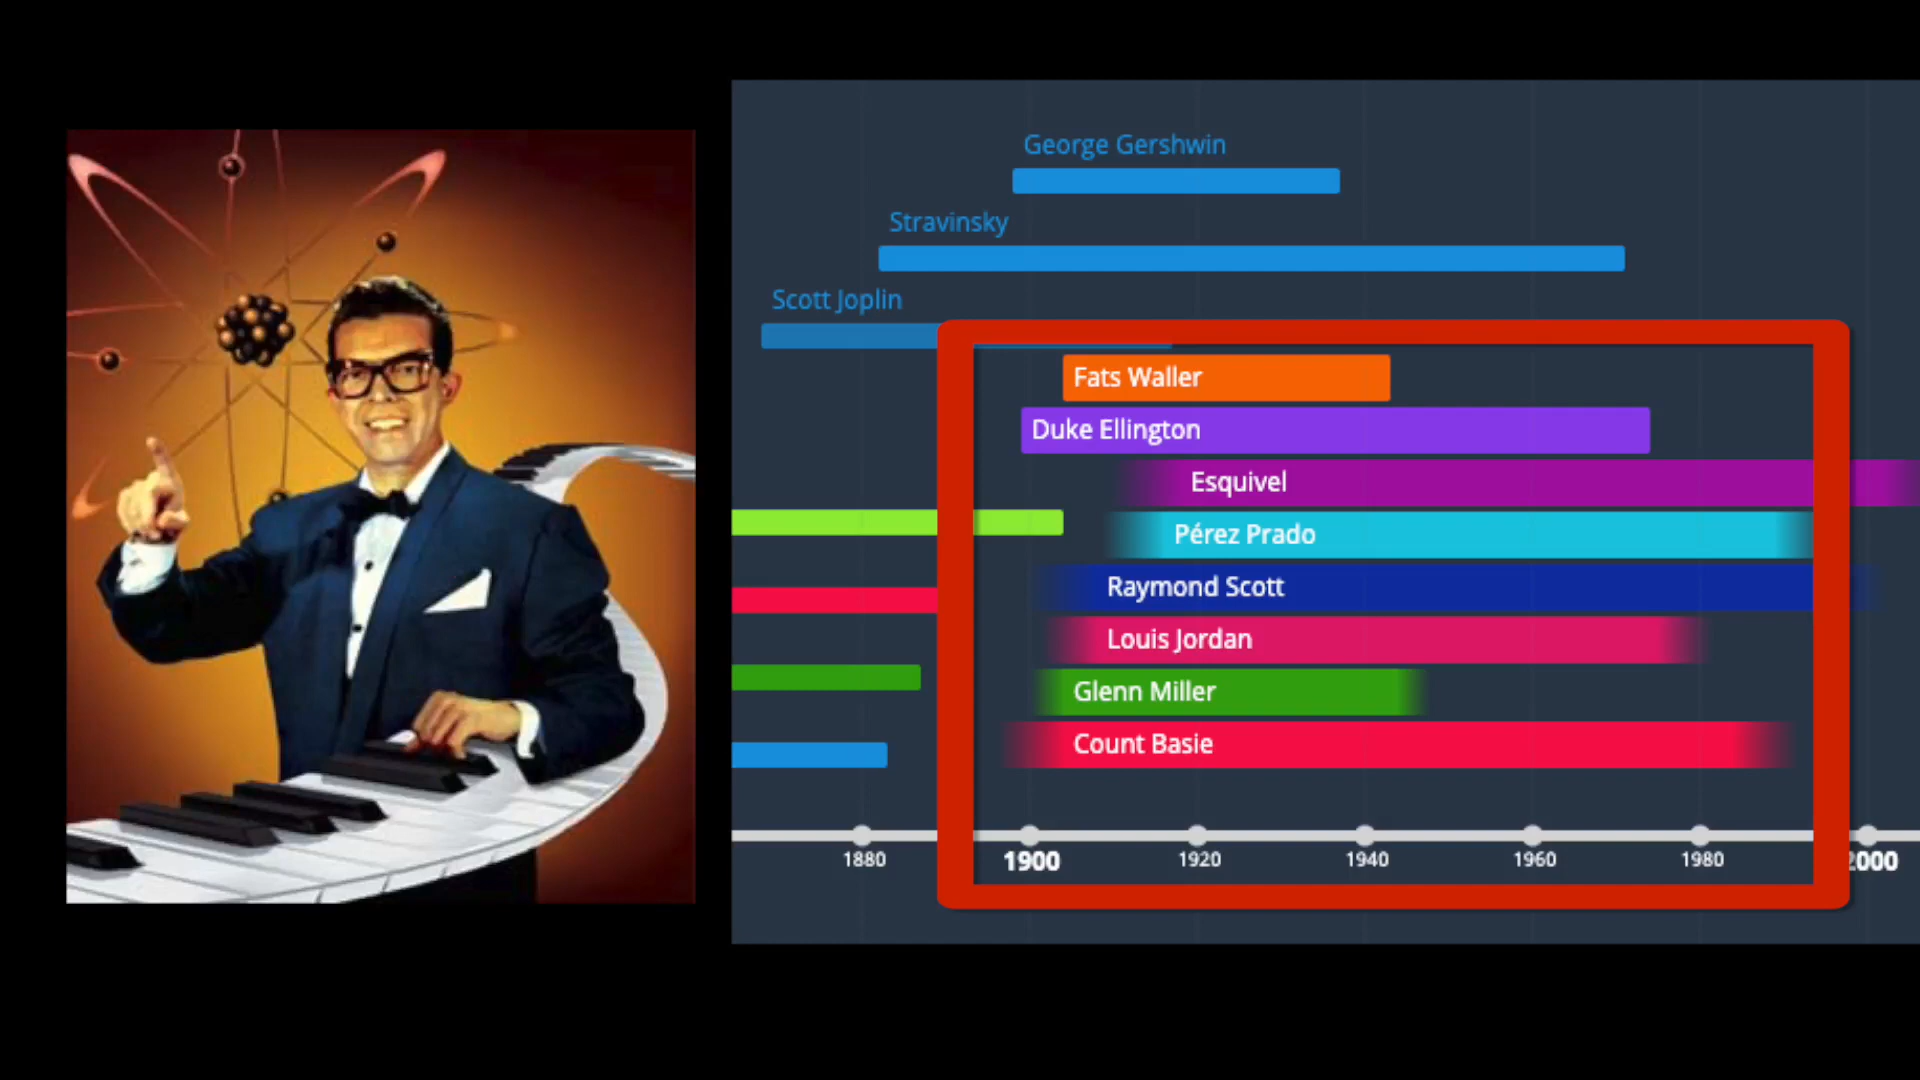 George Gershwin
Stravinsky
Scott Joplin
Fats Waller
Duke Ellington
Esquivel
Pérez Prado
Raymond Scott
Louis Jordan
Glenn Miller
Count Basie
1880 1900 1920 1940 1960 1980 2000